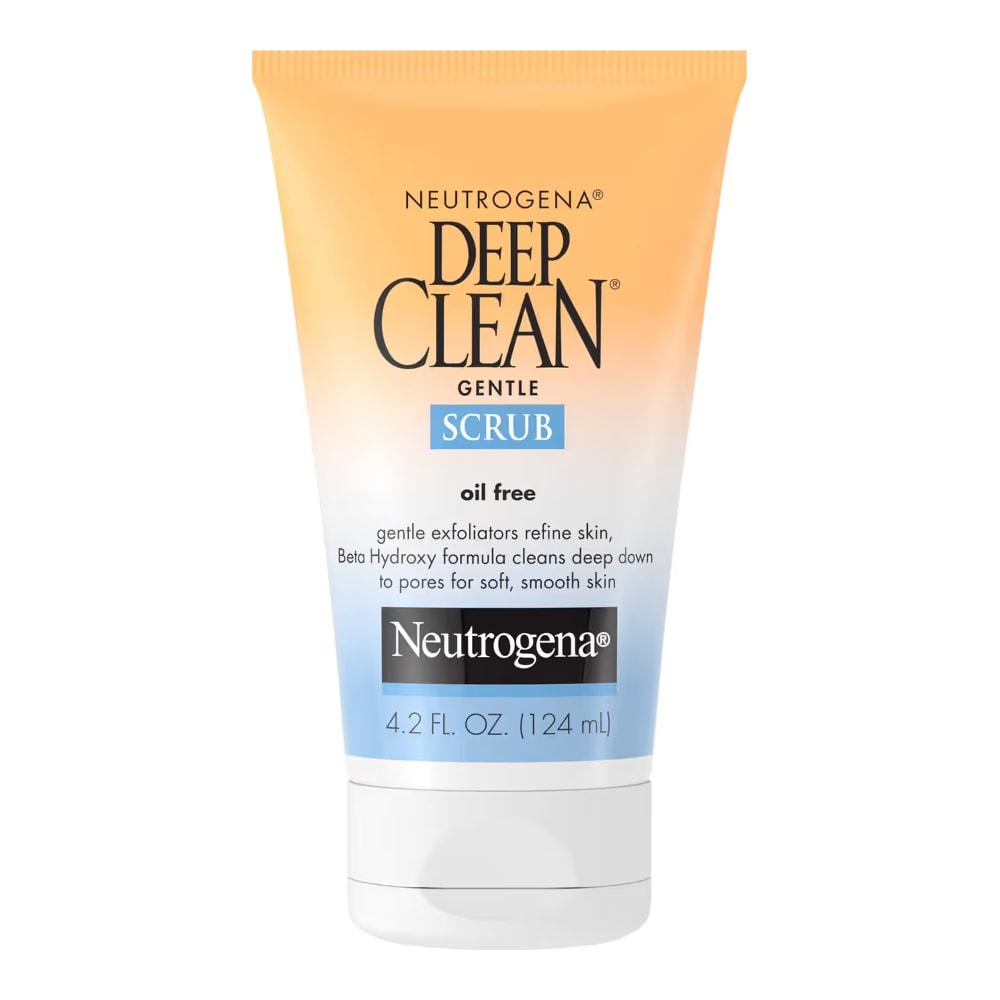 NEUTROGENA®
DEEP
CLEAN®
GENTLE
SCRUB
oil free
gentle exfoliators refine skin,
Beta Hydroxy formula cleans deep down
to pores for soft, smooth skin
Neutrogena®
4.2 FL. OZ. (124 mL)